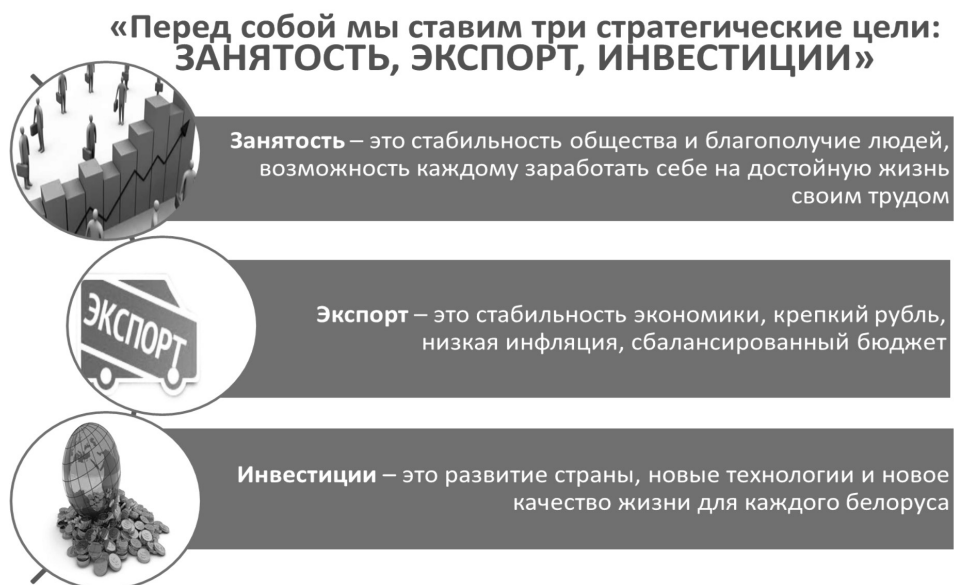 «Перед собой мы ставим три стратегические цели:
ЗАНЯТОСТЬ, ЭКСПОРТ, ИНВЕСТИЦИИ»
Занятость – это стабильность общества и благополучие людей,
возможность каждому заработать себе на достойную жизнь
своим трудом
ЭКСПОРТ
Экспорт – это стабильность экономики, крепкий рубль,
низкая инфляция, сбалансированный бюджет
Инвестиции – это развитие страны, новые технологии и новое
качество жизни для каждого белоруса